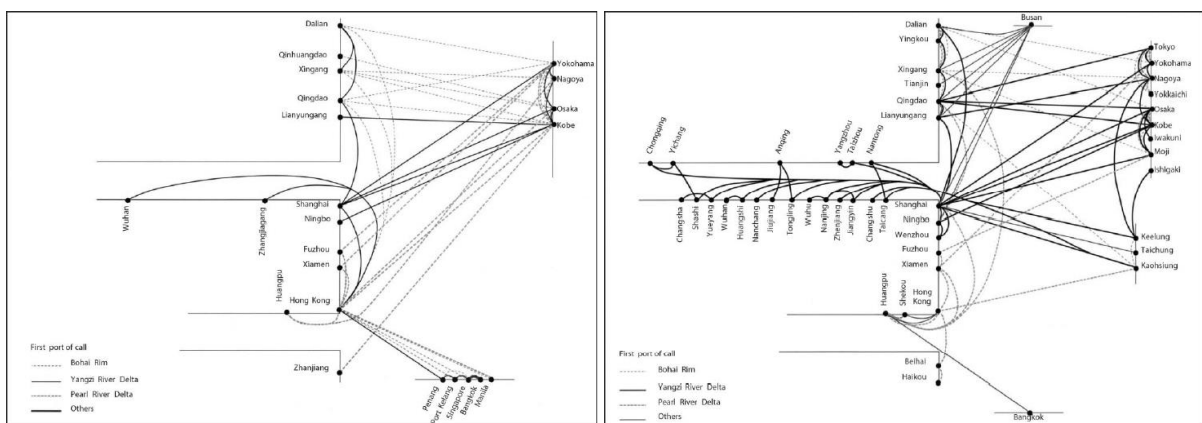 Dalian
Qinhuangdao
Xingang
Qingdao
Lianyungang
Yokohama
Nagoya
Osaka
Kobe
Wuhan
Zhangjiagang
Shanghai
Ningbo
Fuzhou
Xiamen
Huangpu
Hong Kong
Zhanjiang
Penang
ort Kelang
Singapore
Bangkok
Manila
First port of call
Bohai Rim
Yangzi River Delta
Pearl River Delta
Others
Busan
Dalian
Yingkou
Xingang
Tianjin
Qingdao
Lianyungang
Tokyo
Yokohama
Nagoya
Yokkaichi
Osaka
Kobe
Iwakuni
Moji
Ishigaki
Chongqing
Yichang
Anqing
Yangzhou
Taizhou
Nantong
Changsha
Shashi
Yueyang
Wuhan
Huangshi
Nanchang
Jiujiang
Tongling
Wuhu
Nanjing
Zhenjiang
Jiangyin
Changshu
Taicang
Shanghai
Ningbo
Wenzhou
Fuzhou
Xiamen
Keelung
Taichung
Kaohsiung
Huangpu
Shekou
Hong
Kong
Beihai
Haikou
Bangkok
First port of call
Bohai Rim
Yangzi River Delta
Pearl River Delta
Others